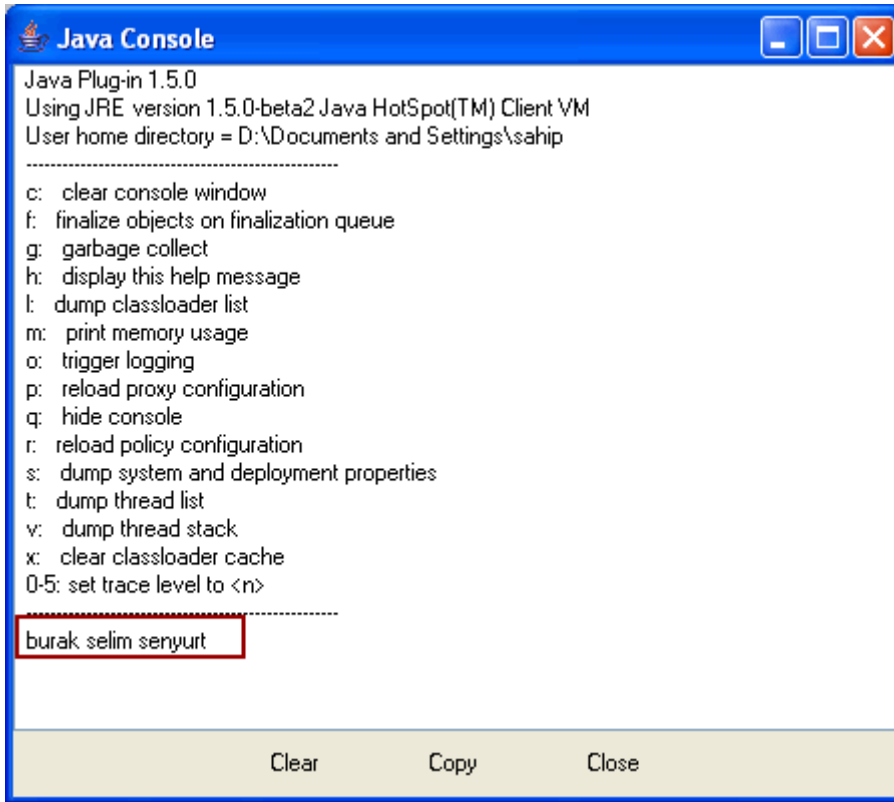 Java Console
Java Plug-in 1.5.0
Using JRE version 1.5.0-beta2 Java HotSpot(TM) Client VM
User home directory = D:\Documents and Settings\sahip
----------------------------------------------------
c: clear console window
f: finalize objects on finalization queue
g: garbage collect
h: display this help message
l: dump classloader list
m: print memory usage
o: trigger logging
p: reload proxy configuration
q: hide console
r: reload policy configuration
s: dump system and deployment properties
t: dump thread list
v: dump thread stack
x: clear classloader cache
0-5: set trace level to <n>
----------------------------------------------------
burak selim senyurt
Clear Copy Close